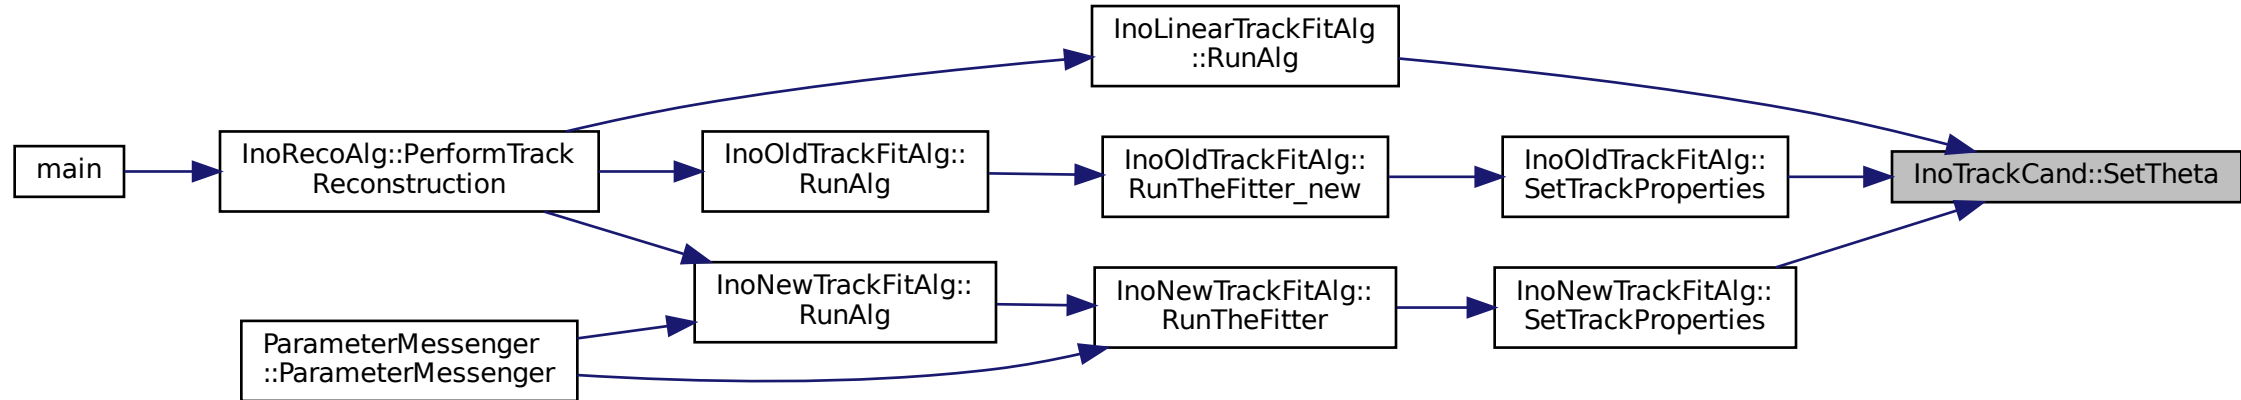 main
InoRecoAlg::PerformTrack
Reconstruction
InoLinearTrackFitAlg
::RunAlg
InoOldTrackFitAlg::
RunAlg
InoOldTrackFitAlg::
RunTheFitter_new
InoOldTrackFitAlg::
SetTrackProperties
InoTrackCand::SetTheta
InoNewTrackFitAlg::
RunAlg
InoNewTrackFitAlg::
RunTheFitter
InoNewTrackFitAlg::
SetTrackProperties
ParameterMessenger
::ParameterMessenger